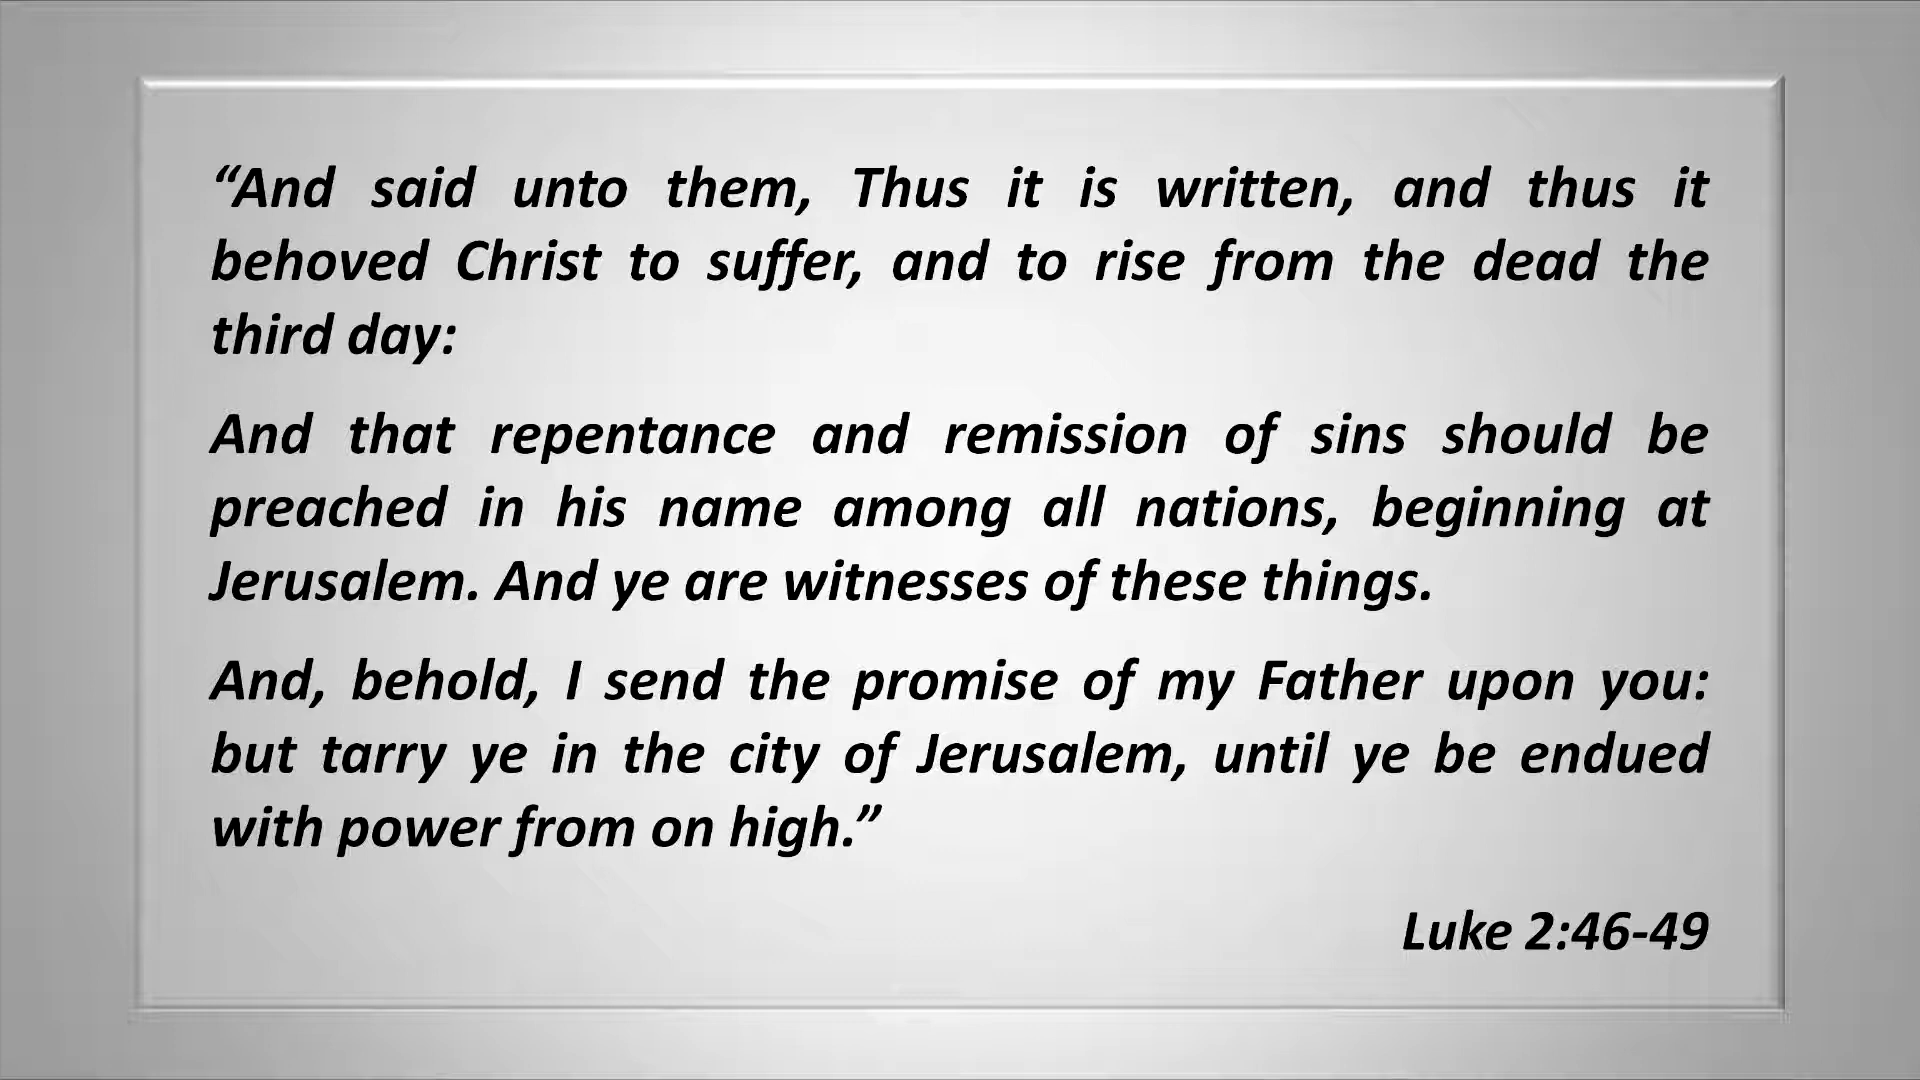 “And said unto them, Thus it is written, and thus it
behoved Christ to suffer, and to rise from the dead the
third day:
And that repentance and remission of sins should be
preached in his name among all nations, beginning at
Jerusalem. And ye are witnesses of these things.
And, behold, I send the promise of my Father upon you:
but tarry ye in the city of Jerusalem, until ye be endued
with power from on high.”
Luke 2:46-49